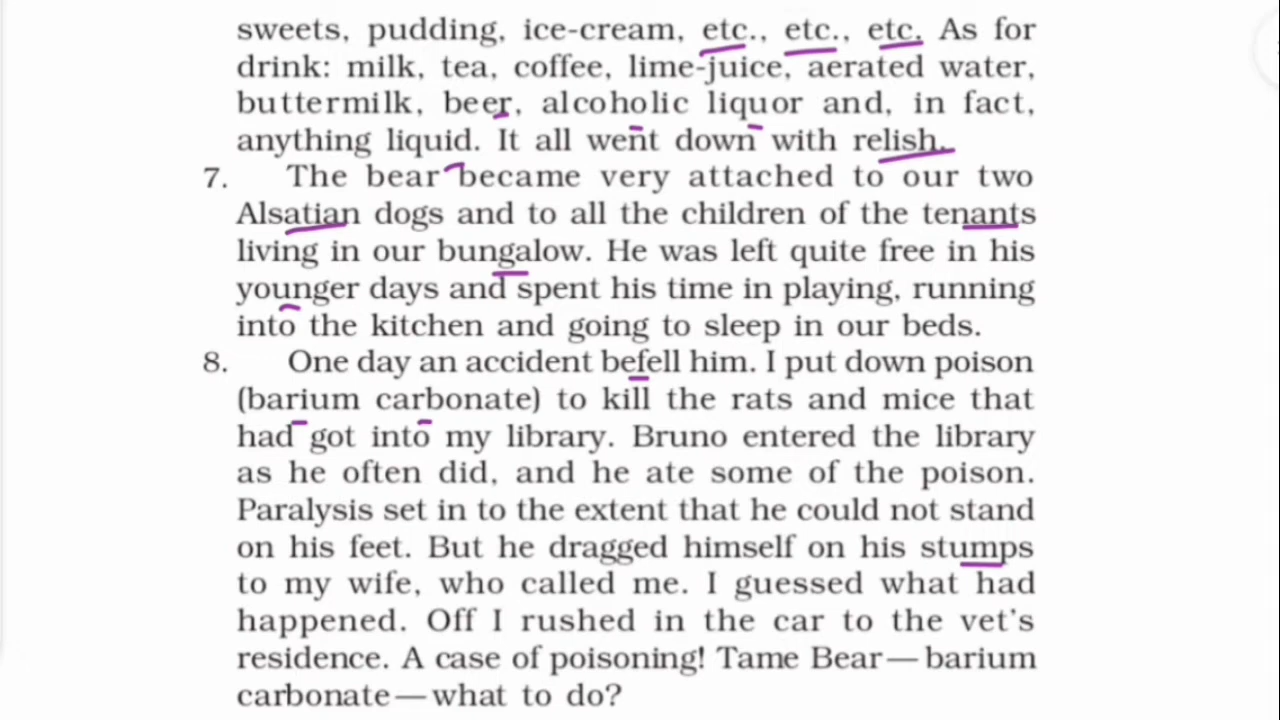 sweets, pudding, ice-cream, etc., etc., etc. As for
drink: milk, tea, coffee, lime-juice, aerated water,
buttermilk, beer, alcoholic liquor and, in fact,
anything liquid. It all went down with relish.
7. The bear became very attached to our two
Alsatian dogs and to all the children of the tenants
living in our bungalow. He was left quite free in his
younger days and spent his time in playing, running
into the kitchen and going to sleep in our beds.
8. One day an accident befell him. I put down poison
(barium carbonate) to kill the rats and mice that
had got into my library. Bruno entered the library
as he often did, and he ate some of the poison.
Paralysis set in to the extent that he could not stand
on his feet. But he dragged himself on his stumps
to my wife, who called me. I guessed what had
happened. Off I rushed in the car to the vet's
residence. A case of poisoning! Tame Bear—barium
carbonate—what to do?